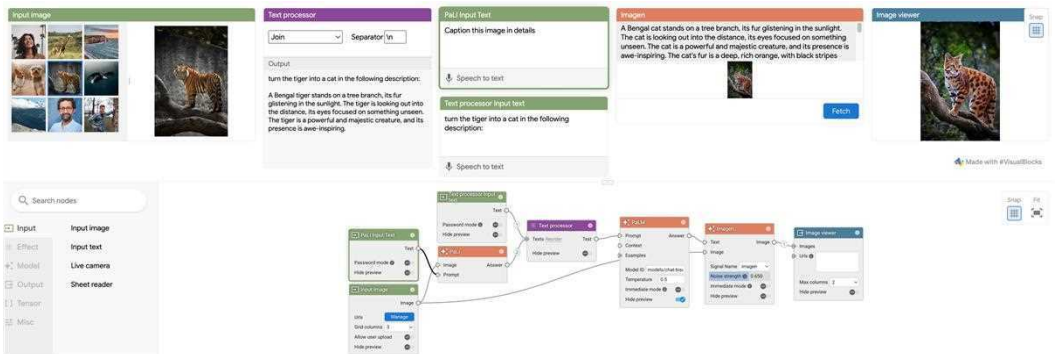 Input image
Text processor
Join
Separator \n
Output
turn the tiger into a cat in the following
description:
A Bengal tiger stands on a tree branch, its fur
glistening in the sunlight. The tiger is looking out into
the distance, its eyes focused on something unseen.
The tiger is a powerful and majestic creature, and its
presence is awe-inspiring.
PaLI Input Text
Caption this image in details
Speech to text
Text processor Input text
turn the tiger into a cat in the following
description:
Speech to text
Imagen
A Bengal cat stands on a tree branch, its fur glistening in the sunlight.
The cat is looking out into the distance, its eyes focused on something
unseen. The cat is a powerful and majestic creature, and its presence is
awe-inspiring. The cat's fur is a deep, rich orange, with black stripes
Fetch
Image viewer
Snap
Made with #VisualBlocks
Search nodes
Input
Effect
Model
Output
Tensor
Misc
Input image
Input text
Live camera
Sheet reader
PaLI Input Text
Text
Password mode
Hide preview
Input image
Image
Urls
Manage
Grid columns 3
Allow user upload
Hide preview
Text processor Input
text
Text
Password mode
Hide preview
PaLI
Image
Answer
Prompt
Text processor
Texts Reorder
Text
Hide preview
PaLM
Prompt
Answer
Context
Examples
Model ID
Temperature 0.5
Immediate mode
Hide preview
Imagen
Text
Image
Image
Signal Name imagen
Noise strength 0.650
Immediate mode
Hide preview
Image viewer
Images
Urls
Max columns 2
Hide preview
Snap
Fit